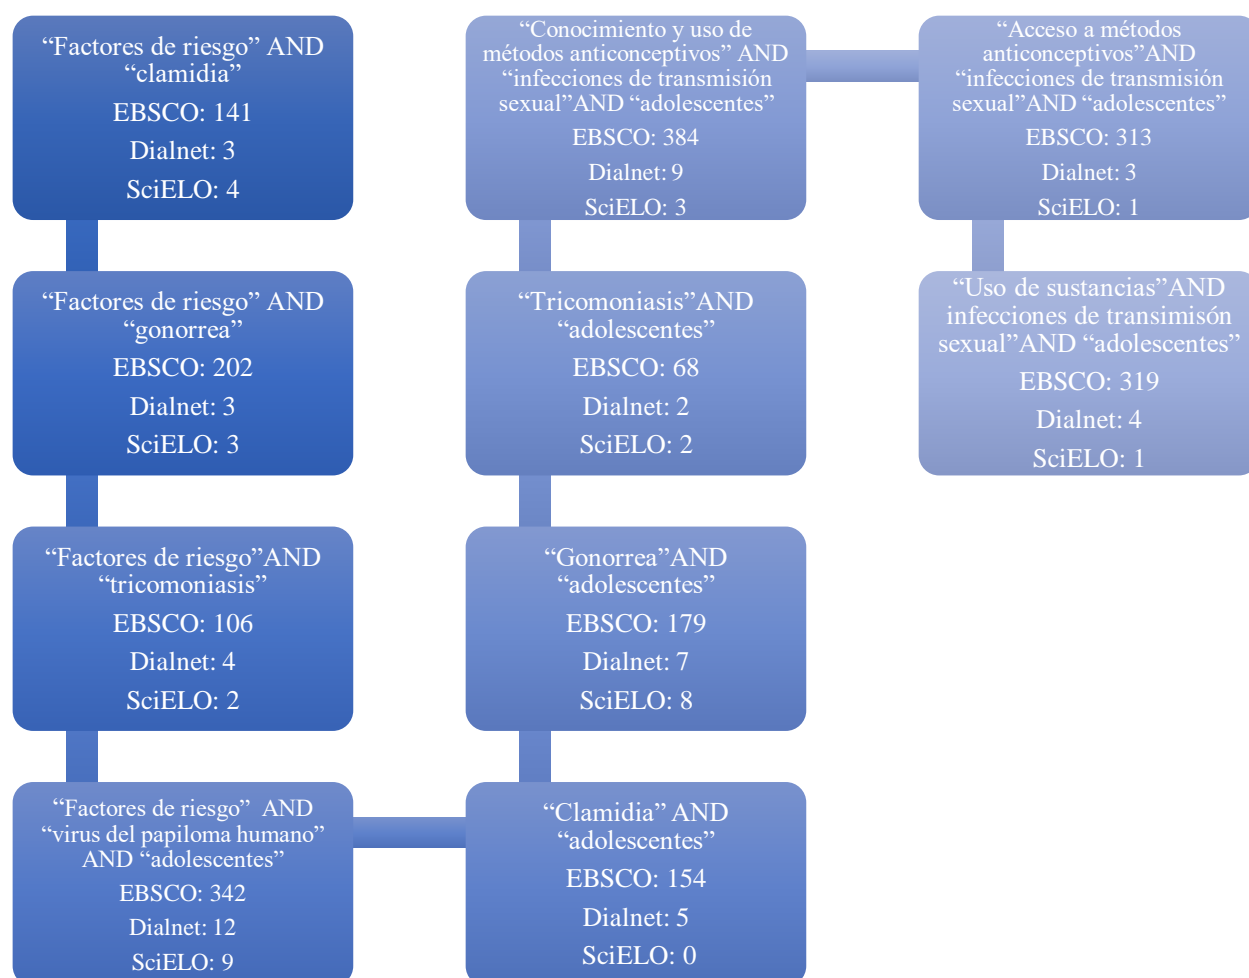 “Factores de riesgo” AND
“clamidia”
EBSCO: 141
Dialnet: 3
SciELO: 4
“Factores de riesgo” AND
“gonorrea”
EBSCO: 202
Dialnet: 3
SciELO: 3
“Factores de riesgo”AND
“tricomoniasis”
EBSCO: 106
Dialnet: 4
SciELO: 2
“Factores de riesgo” AND
“virus del papiloma humano”
AND “adolescentes”
EBSCO: 342
Dialnet: 12
SciELO: 9
“Clamidia” AND
“adolescentes”
EBSCO: 154
Dialnet: 5
SciELO: 0
“Gonorrea”AND
“adolescentes”
EBSCO: 179
Dialnet: 7
SciELO: 8
“Tricomoniasis”AND
“adolescentes”
EBSCO: 68
Dialnet: 2
SciELO: 2
“Conocimiento y uso de
métodos anticonceptivos” AND
“infecciones de transmisión
sexual”AND “adolescentes”
EBSCO: 384
Dialnet: 9
SciELO: 3
“Acceso a métodos
anticonceptivos”AND
“infecciones de transmisión
sexual”AND “adolescentes”
EBSCO: 313
Dialnet: 3
SciELO: 1
“Uso de sustancias”AND
infecciones de transimisón
sexual”AND “adolescentes”
EBSCO: 319
Dialnet: 4
SciELO: 1